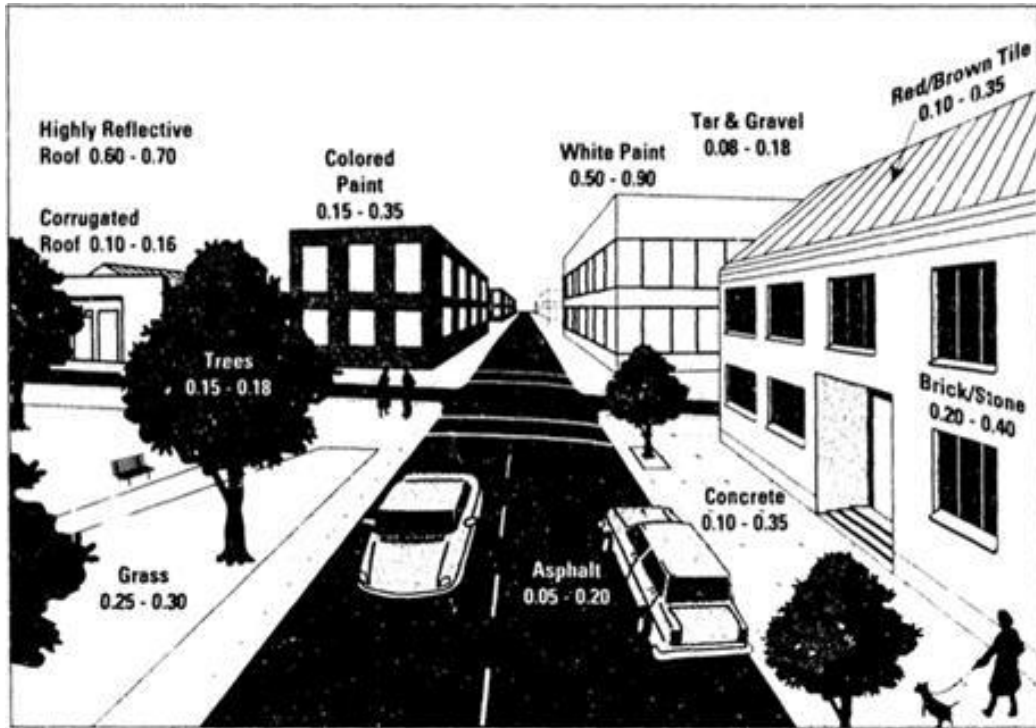 Highly Reflective
Roof 0.60 - 0.70
Corrugated
Roof 0.10 - 0.16
Colored
Paint
0.15 - 0.35
White Paint
0.50 - 0.90
Tar & Gravel
0.08 - 0.18
Red/Brown Tile
0.10 - 0.35
Trees
0.15 - 0.18
Brick/Stone
0.20 - 0.40
Concrete
0.10 - 0.35
Grass
0.25 - 0.30
Asphalt
0.05 - 0.20